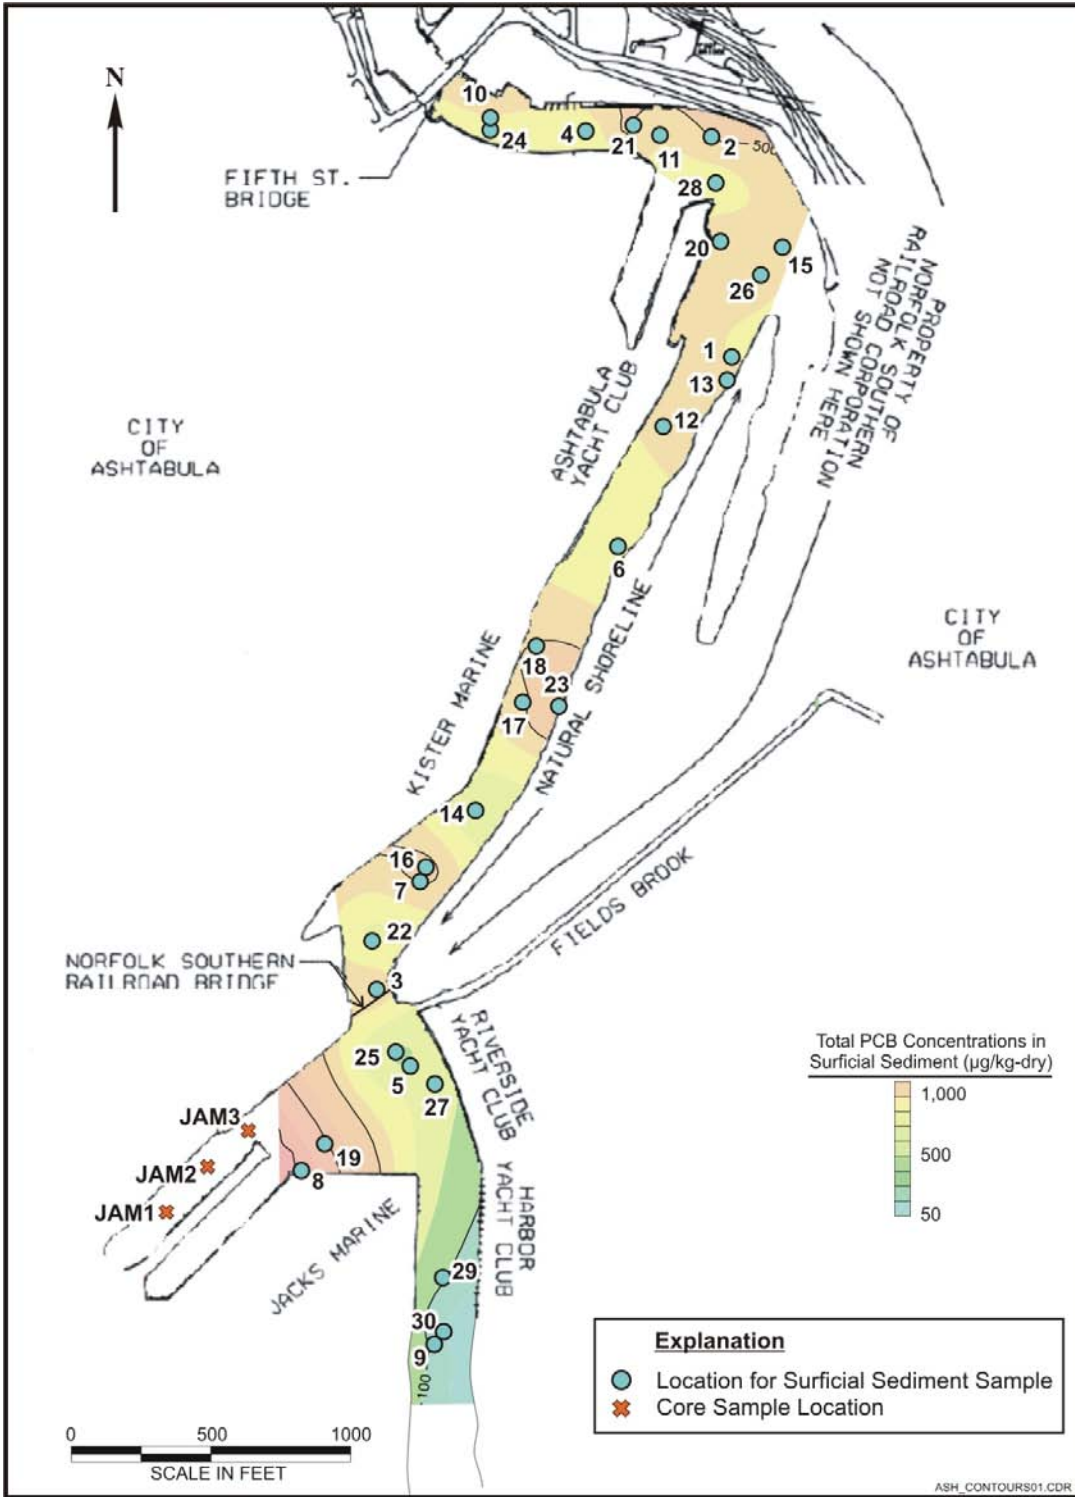 N
10
24
4
21
11
2
500
28
20
15
26
FIFTH ST.
BRIDGE
PROPERTY OF
NORFOLK SOUTHERN
RAILROAD CORPORATION
NOT SHOWN HERE
1
13
12
ASHTABULA
YACHT CLUB
CITY
OF
ASHTABULA
6
CITY
OF
ASHTABULA
18
23
17
KISTER MARINE
NATURAL SHORELINE
14
16
7
22
FIELDS BROOK
NORFOLK SOUTHERN
RAILROAD BRIDGE
3
RIVERSIDE
YACHT CLUB
25
5
27
Total PCB Concentrations in
Surficial Sediment (µg/kg-dry)
1,000
500
50
JAM3
JAM2
JAM1
19
8
JACKS MARINE
HARBOR
YACHT CLUB
29
30
9
100
Explanation
Location for Surficial Sediment Sample
Core Sample Location
0 500 1000
SCALE IN FEET
ASH_CONTOURS01.CDR